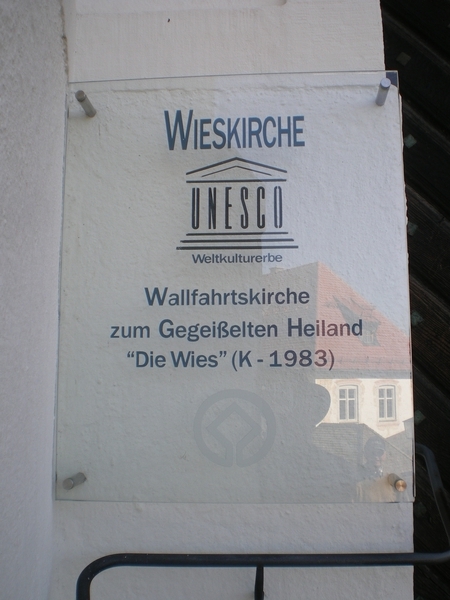 WIESKIRCHE
UNESCO
Weltkulturerbe
Wallfahrtskirche
zum Gegeißelten Heiland
“Die Wies” (K - 1983)